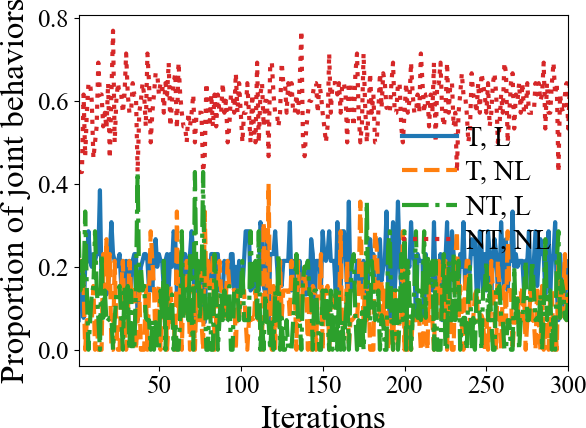 Proportion of joint behaviors
0.8
0.6
0.4
0.2
0.0
T, L
T, NL
NT, L
NT, NL
50 100 150 200 250 300
Iterations